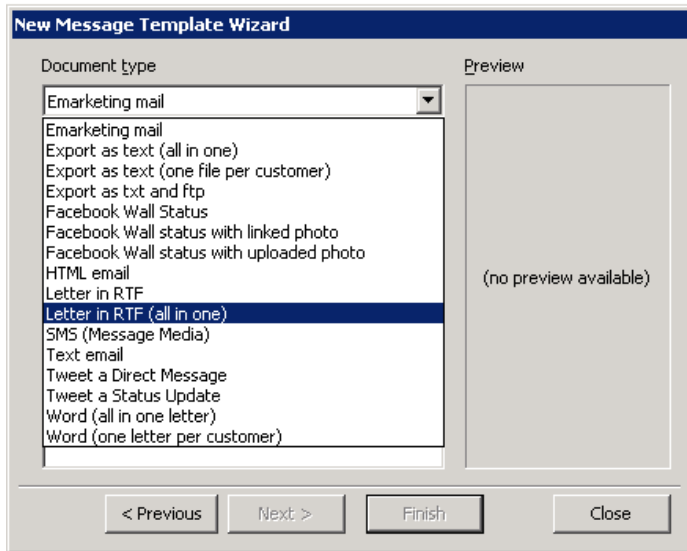 New Message Template Wizard
Document type
Preview
Emarketing mail
Emarketing mail
Export as text (all in one)
Export as text (one file per customer)
Export as txt and ftp
Facebook Wall Status
Facebook Wall status with linked photo
Facebook Wall status with uploaded photo
HTML email
Letter in RTF
Letter in RTF (all in one)
SMS (Message Media)
Text email
Tweet a Direct Message
Tweet a Status Update
Word (all in one letter)
Word (one letter per customer)
(no preview available)
< Previous
Next >
Finish
Close